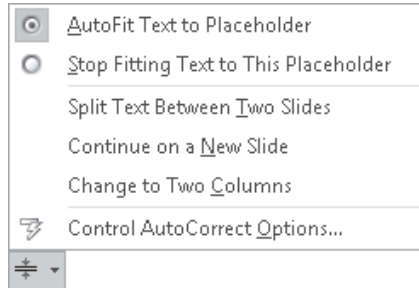 AutoFit Text to Placeholder
Stop Fitting Text to This Placeholder
Split Text Between Two Slides
Continue on a New Slide
Change to Two Columns
Control AutoCorrect Options...